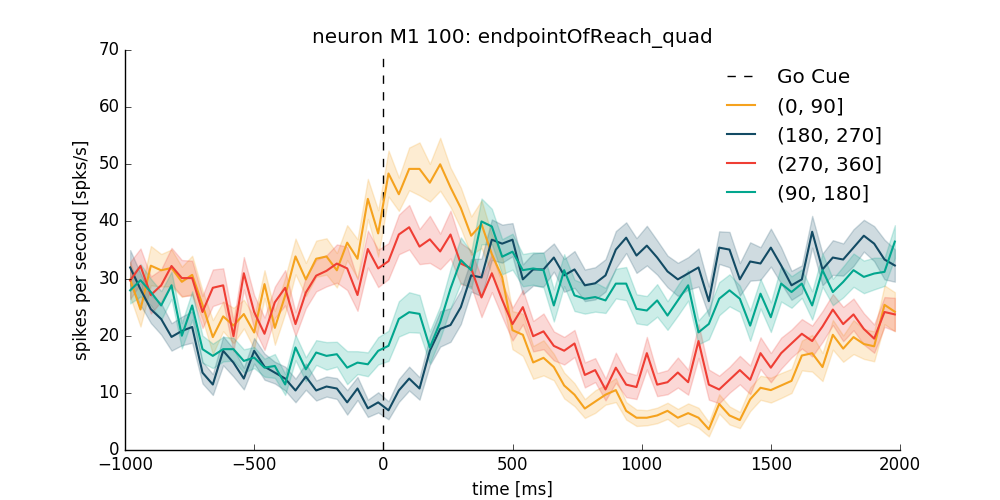 neuron M1 100: endpointOfReach_quad
70
60
50
40
30
20
10
0
spikes per second [spks/s]
Go Cue
(0, 90]
(180, 270]
(270, 360]
(90, 180]
−1000 −500 0 500 1000 1500 2000
time [ms]